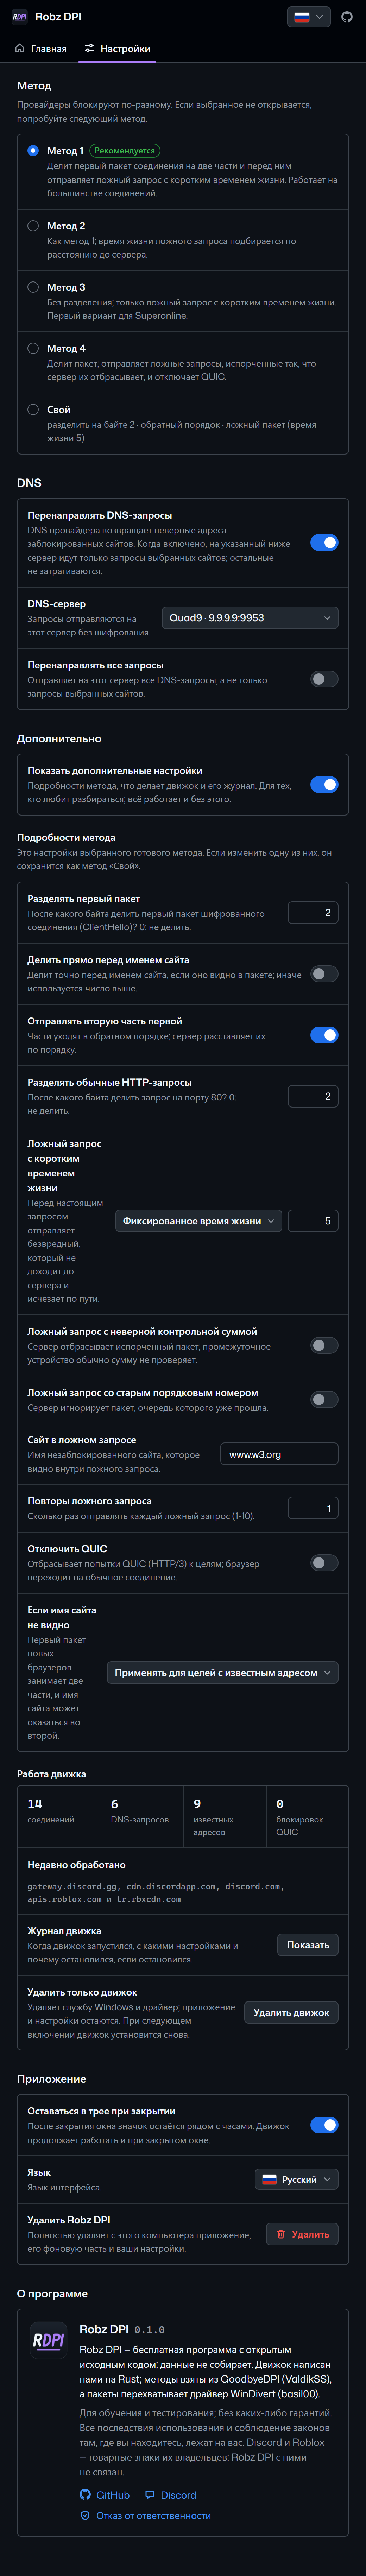 RDPI Robz DPI
Главная Настройки
Метод
Провайдеры блокируют по-разному. Если выбранное не открывается,
попробуйте следующий метод.
Метод 1 Рекомендуется
Делит первый пакет соединения на две части и перед ним
отправляет ложный запрос с коротким временем жизни. Работает на
большинстве соединений.
Метод 2
Как метод 1; время жизни ложного запроса подбирается по
расстоянию до сервера.
Метод 3
Без разделения; только ложный запрос с коротким временем жизни.
Первый вариант для Superonline.
Метод 4
Делит пакет; отправляет ложные запросы, испорченные так, что
сервер их отбрасывает, и отключает QUIC.
Свой
разделить на байте 2 · обратный порядок · ложный пакет (время
жизни 5)
DNS
Перенаправлять DNS-запросы
DNS провайдера возвращает неверные адреса
заблокированных сайтов. Когда включено, на указанный ниже
сервер идут только запросы выбранных сайтов; остальные
не затрагиваются.
DNS-сервер
Запросы отправляются на
этот сервер без шифрования.
Quad9 · 9.9.9.9:9953
Перенаправлять все запросы
Отправляет на этот сервер все DNS-запросы, а не только
запросы выбранных сайтов.
Дополнительно
Показать дополнительные настройки
Подробности метода, что делает движок и его журнал. Для тех,
кто любит разбираться; всё работает и без этого.
Подробности метода
Это настройки выбранного готового метода. Если изменить одну из них, он
сохранится как метод «Свой».
Разделять первый пакет
После какого байта делить первый пакет шифрованного
соединения (ClientHello)? 0: не делить.
2
Делить прямо перед именем сайта
Делит точно перед именем сайта, если оно видно в пакете; иначе
используется число выше.
Отправлять вторую часть первой
Части уходят в обратном порядке; сервер расставляет их
по порядку.
Разделять обычные HTTP-запросы
После какого байта делить запрос на порту 80? 0:
не делить.
2
Ложный запрос
с коротким
временем
жизни
Перед настоящим
запросом
отправляет
безвредный,
который не
доходит до
сервера и
исчезает по пути.
Фиксированное время жизни 5
Ложный запрос с неверной контрольной суммой
Сервер отбрасывает испорченный пакет; промежуточное
устройство обычно сумму не проверяет.
Ложный запрос со старым порядковым номером
Сервер игнорирует пакет, очередь которого уже прошла.
Сайт в ложном запросе
Имя незаблокированного сайта, которое
видно внутри ложного запроса.
www.w3.org
Повторы ложного запроса
Сколько раз отправлять каждый ложный запрос (1-10).
1
Отключить QUIC
Отбрасывает попытки QUIC (HTTP/3) к целям; браузер
переходит на обычное соединение.
Если имя сайта
не видно
Первый пакет
новых
браузеров
занимает две
части, и имя
сайта может
оказаться во
второй.
Применять для целей с известным адресом
Работа движка
14 6 9 0
соединений DNS-запросов известных адресов блокировок QUIC
Недавно обработано
gateway.discord.gg, cdn.discordapp.com, discord.com,
apis.roblox.com и tr.rbxcdn.com
Журнал движка
Когда движок запустился, с какими настройками и
почему остановился, если остановился.
Показать
Удалить только движок
Удаляет службу Windows и драйвер; приложение
и настройки остаются. При следующем
включении движок установится снова.
Удалить движок
Приложение
Оставаться в трее при закрытии
После закрытия окна значок остаётся рядом с часами. Движок
продолжает работать и при закрытом окне.
Язык
Язык интерфейса.
Русский
Удалить Robz DPI
Полностью удаляет с этого компьютера приложение,
его фоновую часть и ваши настройки.
Удалить
О программе
RDPI
Robz DPI 0.1.0
Robz DPI — бесплатная программа с открытым
исходным кодом; данные не собирает. Движок написан
нами на Rust; методы взяты из GoodbyeDPI (ValdikSS),
а пакеты перехватывает драйвер WinDivert (basil00).
Для обучения и тестирования; без каких-либо гарантий.
Все последствия использования и соблюдение законов
там, где вы находитесь, лежат на вас. Discord и Roblox
— товарные знаки их владельцев; Robz DPI с ними
не связан.
GitHub Discord
Отказ от ответственности